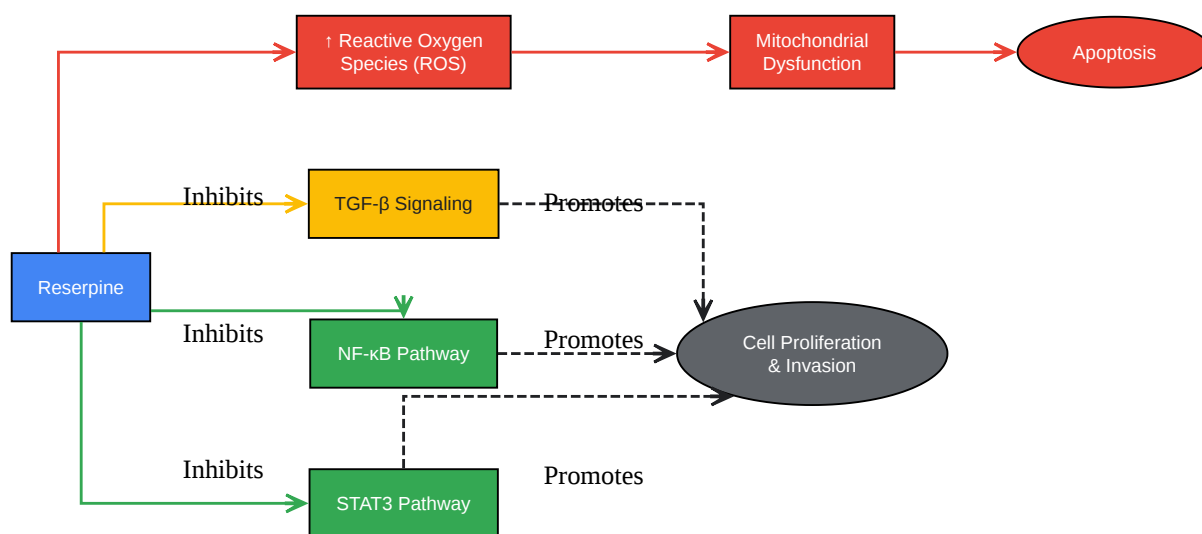 ↑ Reactive Oxygen
Species (ROS)
Mitochondrial
Dysfunction
Apoptosis
Inhibits
TGF-β Signaling
Promotes
Reserpine
Inhibits
NF-κB Pathway
Promotes
Cell Proliferation
& Invasion
Inhibits
STAT3 Pathway
Promotes